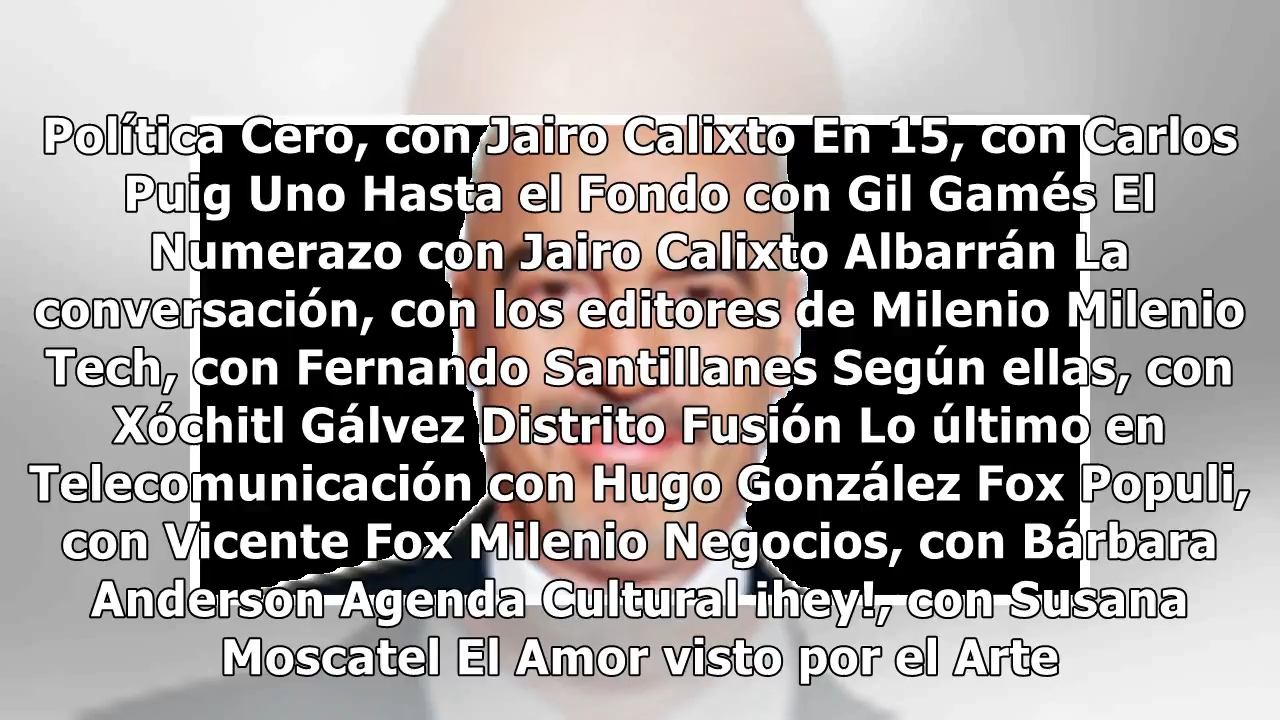 Política Cero, con Jairo Calixto En 15, con Carlos
Puig Uno Hasta el Fondo con Gil Gamés El
Numerazo con Jairo Calixto Albarrán La
conversación, con los editores de Milenio Milenio
Tech, con Fernando Santillanes Según ellas, con
Xóchitl Gálvez Distrito Fusión Lo último en
Telecomunicación con Hugo González Fox Populi,
con Vicente Fox Milenio Negocios, con Bárbara
Anderson Agenda Cultural ihey!, con Susana
Moscatel El Amor visto por el Arte